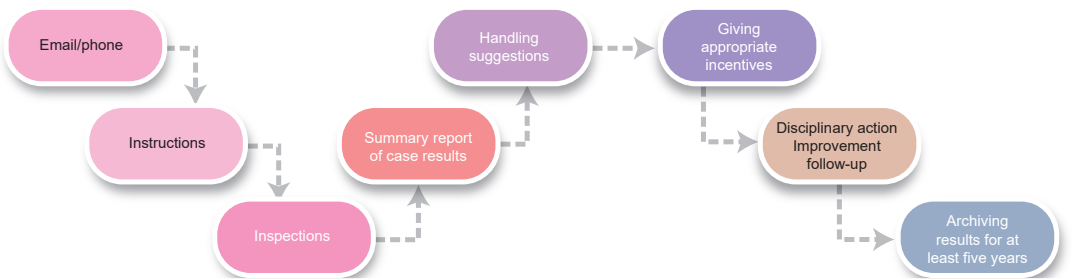 Email/phone
Instructions
Inspections
Summary report
of case results
Handling
suggestions
Giving
appropriate
incentives
Disciplinary action
Improvement
follow-up
Archiving
results for at
least five years